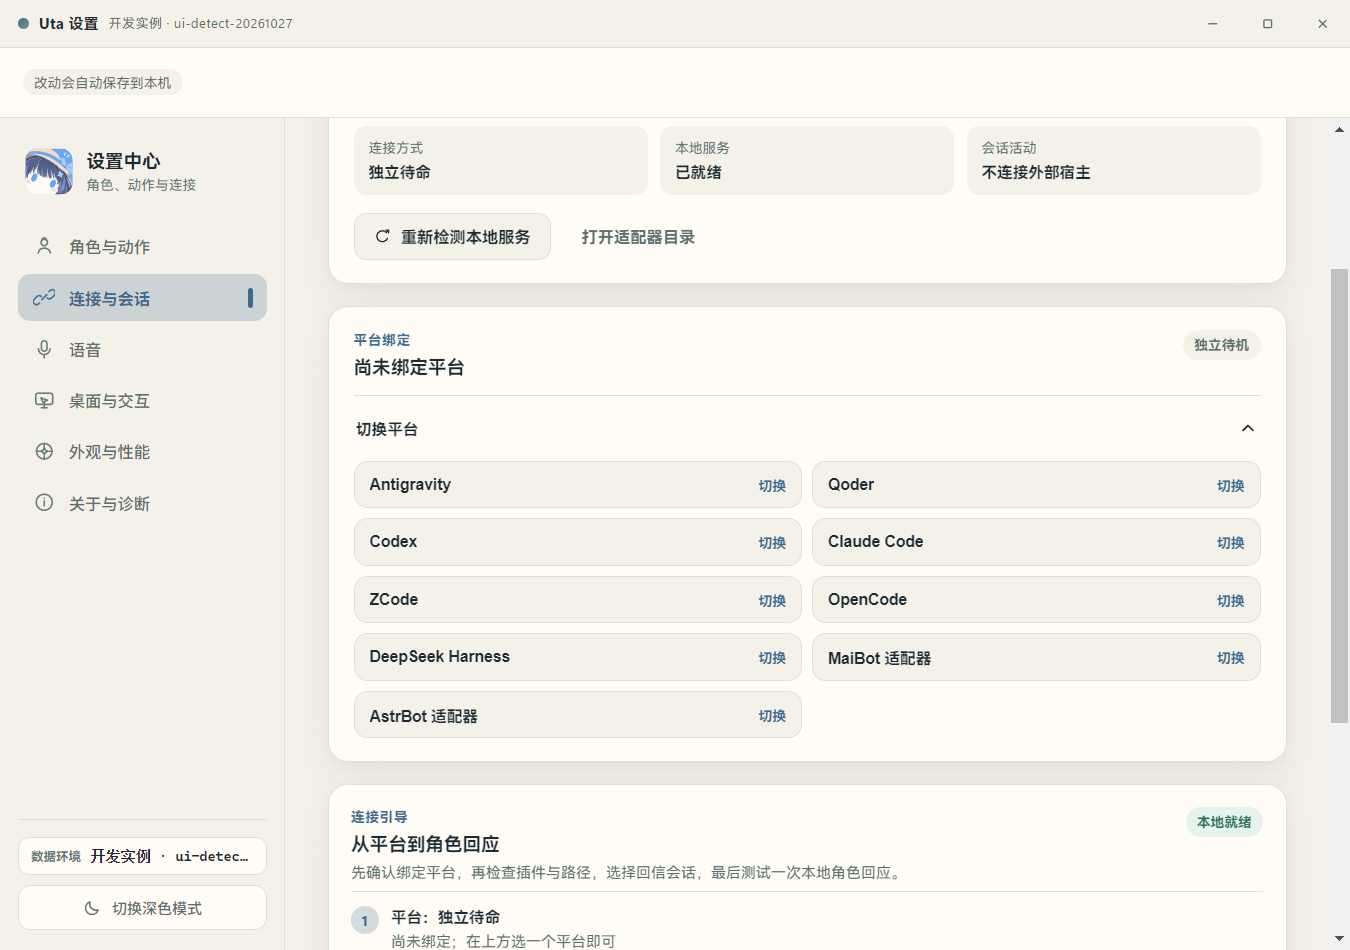 Uta 设置 开发实例 · ui-detect-20261027
改动会自动保存到本机
设置中心
角色、动作与连接
角色与动作
连接与会话
语音
桌面与交互
外观与性能
关于与诊断
数据环境 开发实例 · ui-detec…
切换深色模式
连接方式
独立待命
本地服务
已就绪
会话活动
不连接外部宿主
重新检测本地服务
打开适配器目录
平台绑定
尚未绑定平台
独立待机
切换平台
Antigravity 切换
Qoder 切换
Codex 切换
Claude Code 切换
ZCode 切换
OpenCode 切换
DeepSeek Harness 切换
MaiBot 适配器 切换
AstrBot 适配器 切换
连接引导
从平台到角色回应
先确认绑定平台，再检查插件与路径，选择回信会话，最后测试一次本地角色回应。
本地就绪
1 平台：独立待命
尚未绑定；在上方选一个平台即可